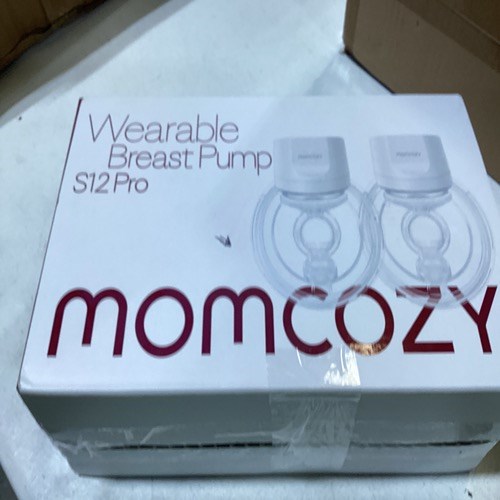 Wearable
Breast Pump
S12 Pro
momcozy